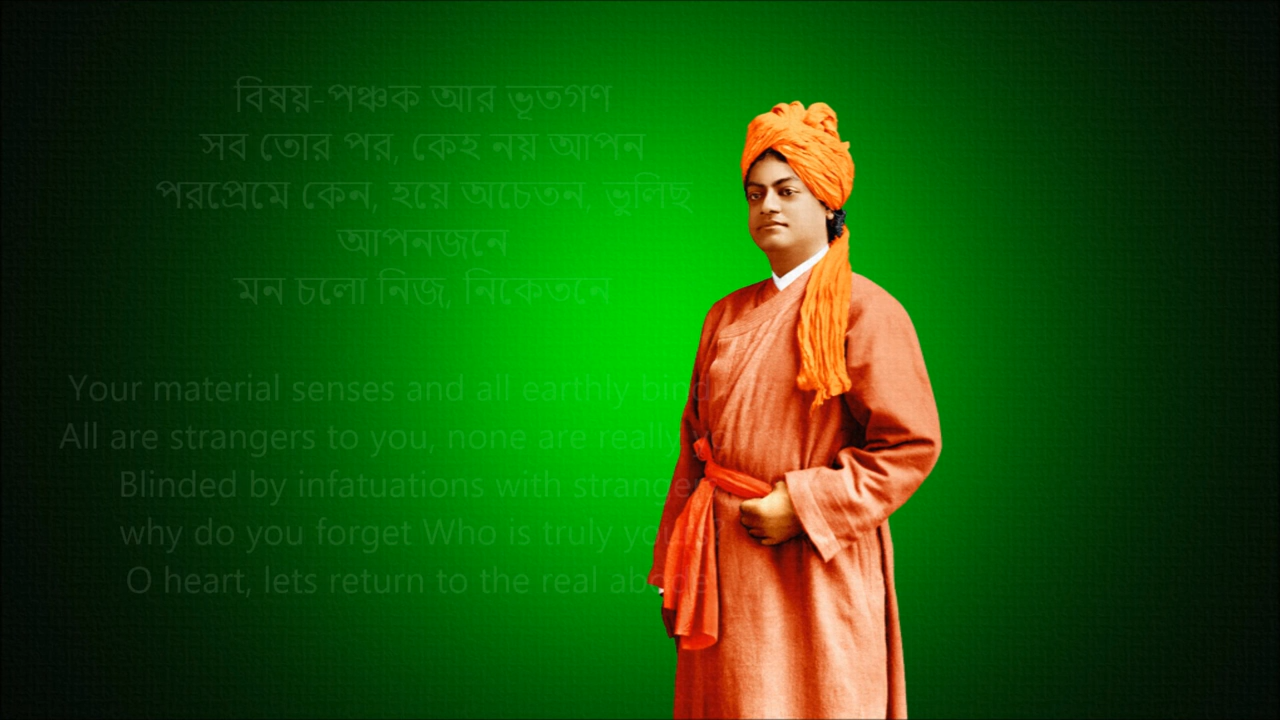 বিষয়-পঞ্চক আর ভূতগণ
সব তোর পর, কেহ নয় আপন
পরপ্রেমে কেন, হয়ে অচেতন, ভুলিছ
আপনজনে
মন চলো নিজ, নিকেতনে
Your material senses and all earthly
All are strangers to you, none are really
Blinded by infatuations with
why do you forget Who is truly
O heart, lets return to the real abode